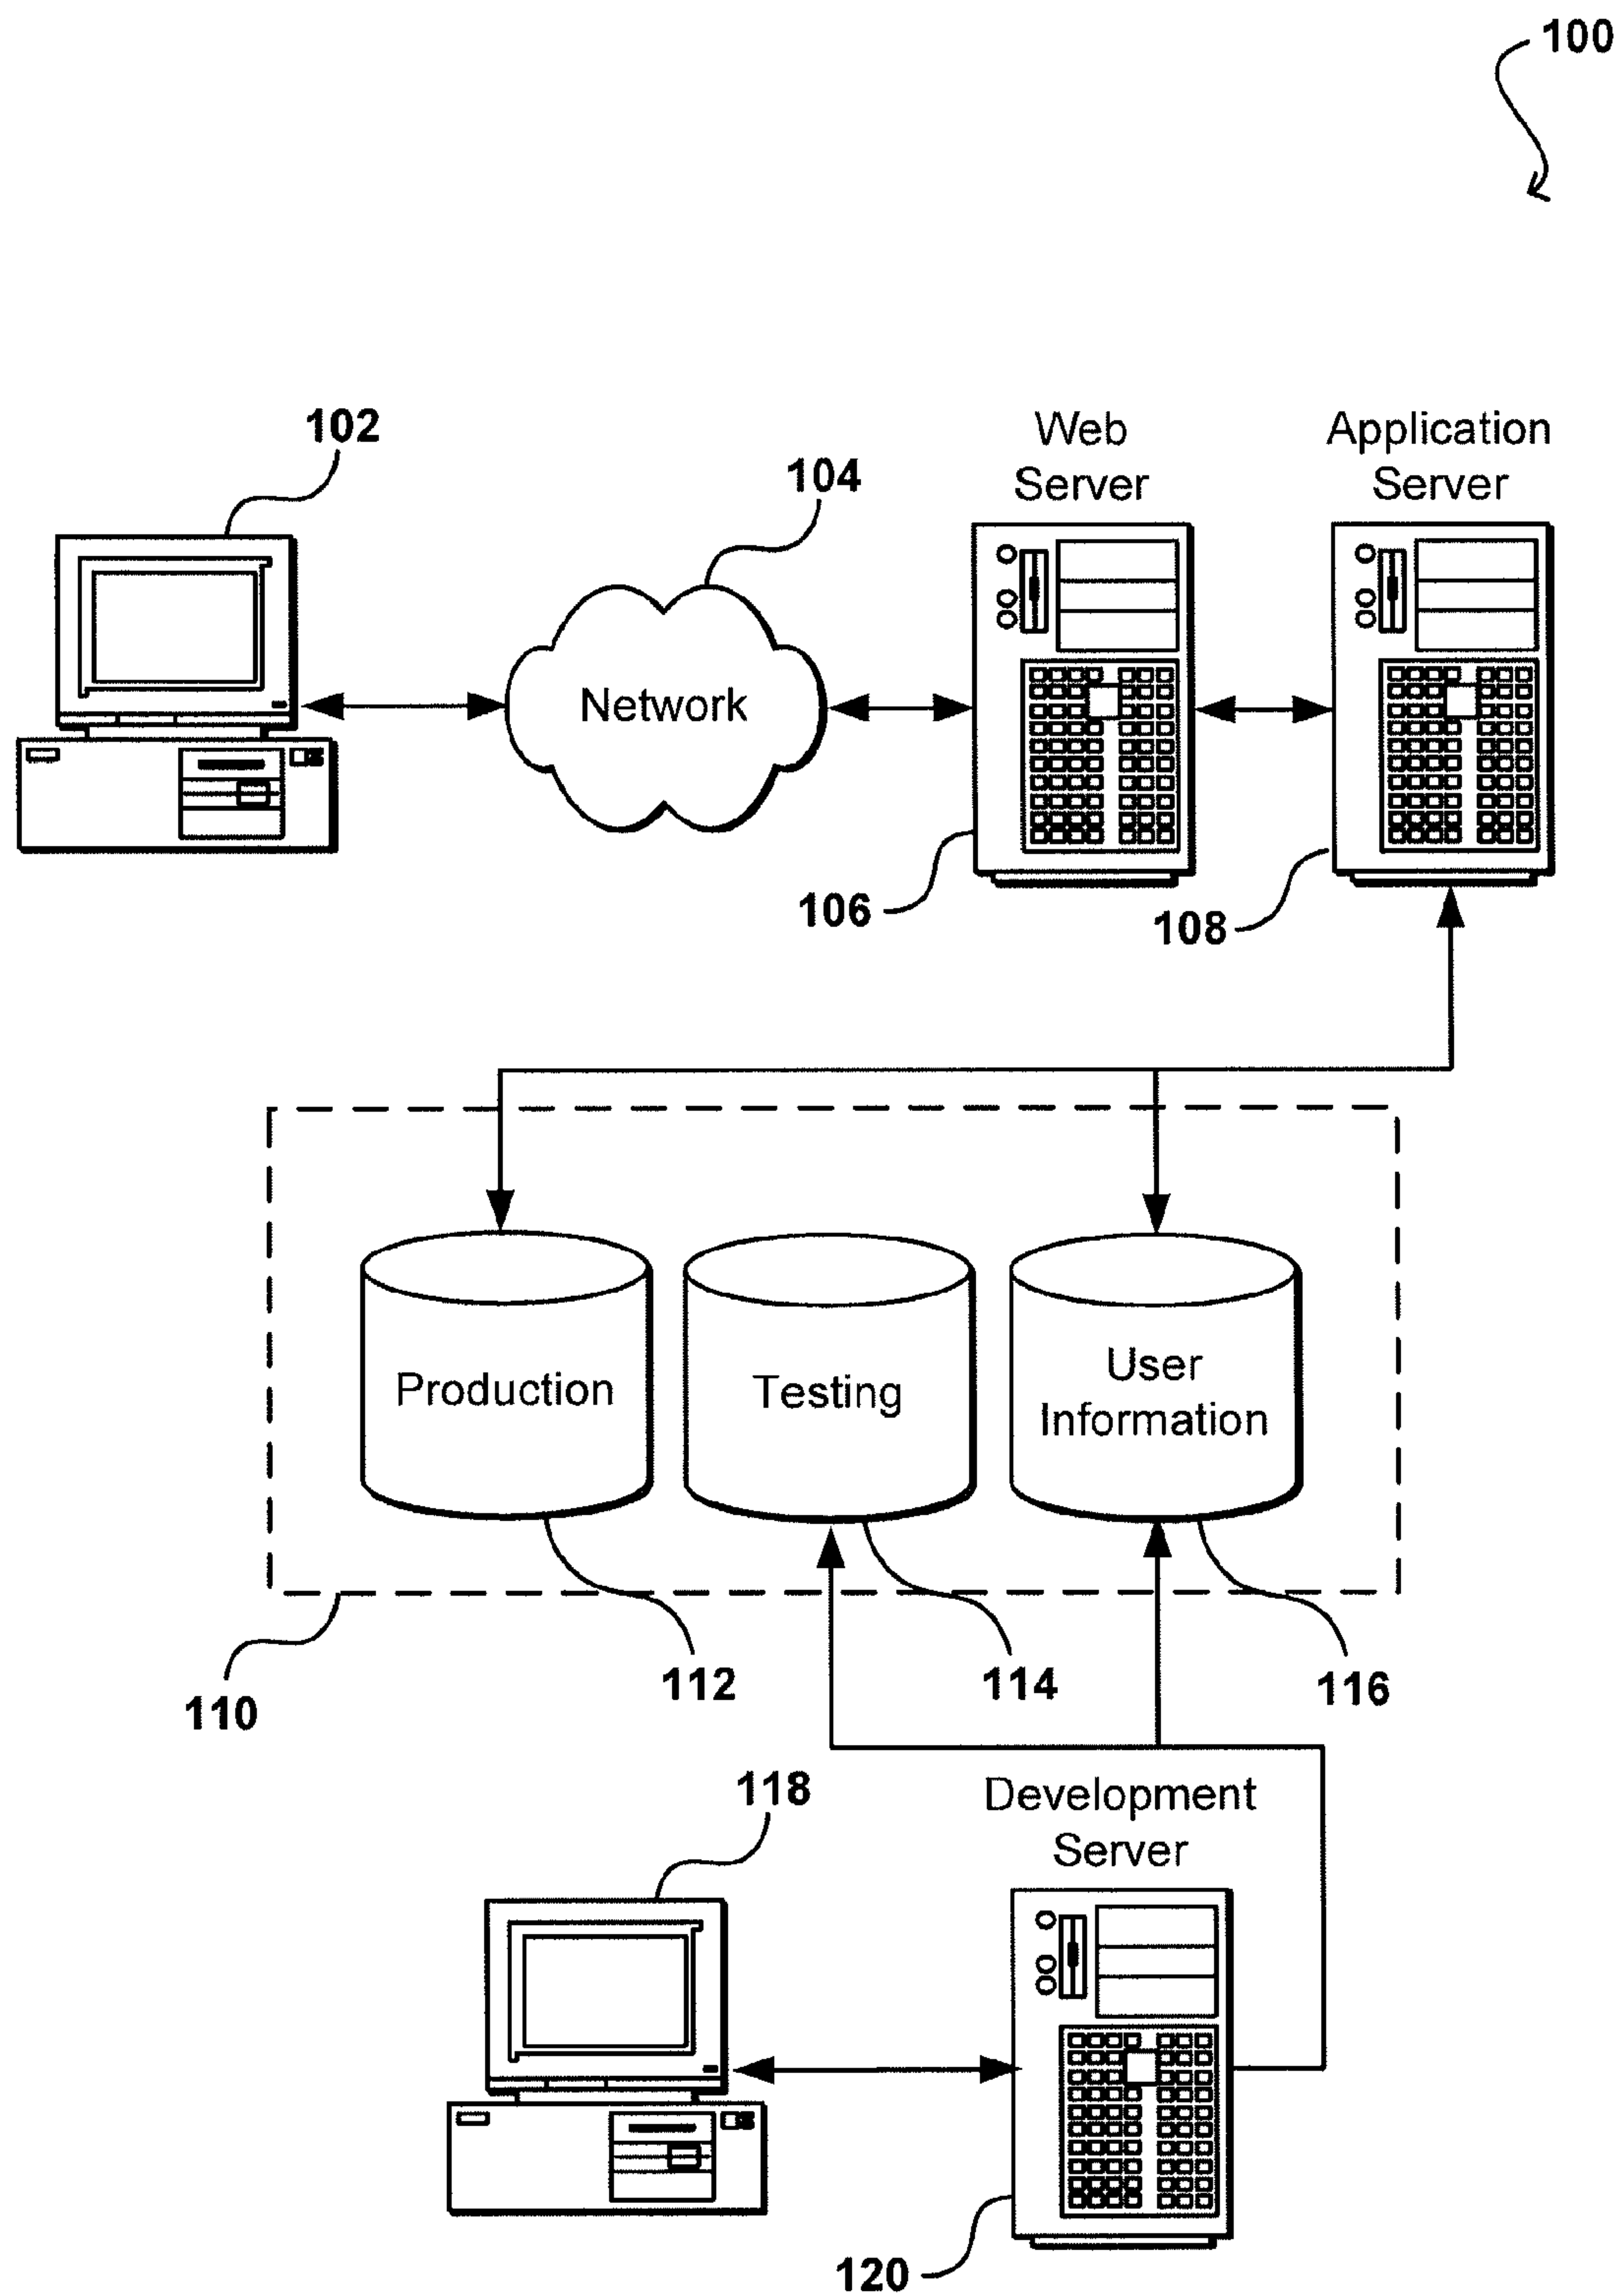 100
102
104
Web
Server
Application
Server
Network
106
108
Production
Testing
User
Information
112
114
116
110
118
Development
Server
120